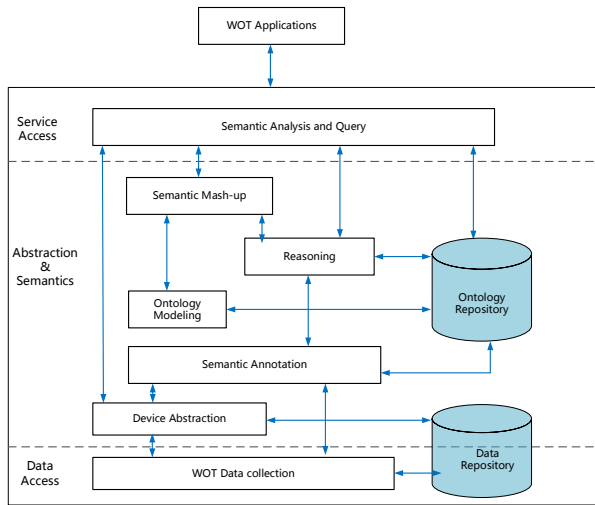 WOT Applications
Service
Access
Semantic Analysis and Query
Semantic Mash-up
Abstraction
&
Semantics
Reasoning
Ontology
Modeling
Ontology
Repository
Semantic Annotation
Device Abstraction
Data
Repository
Data
Access
WOT Data collection